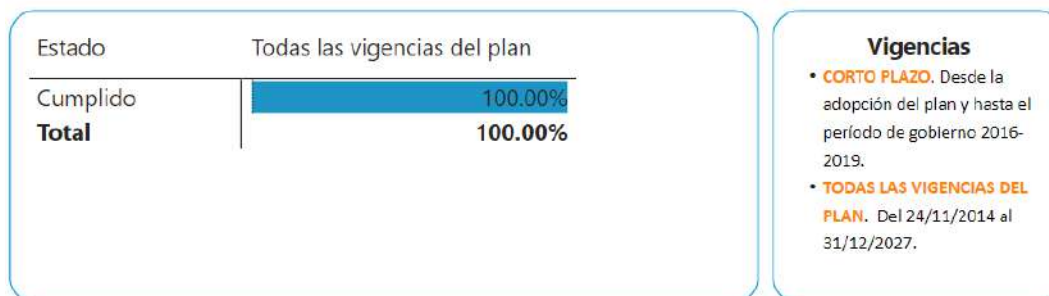 Estado Todas las vigencias del plan
Cumplido 100.00%
Total 100.00%
Vigencias
• CORTO PLAZO. Desde la
adopción del plan y hasta el
período de gobierno 2016-
2019.
• TODAS LAS VIGENCIAS DEL
PLAN. Del 24/11/2014 al
31/12/2027.